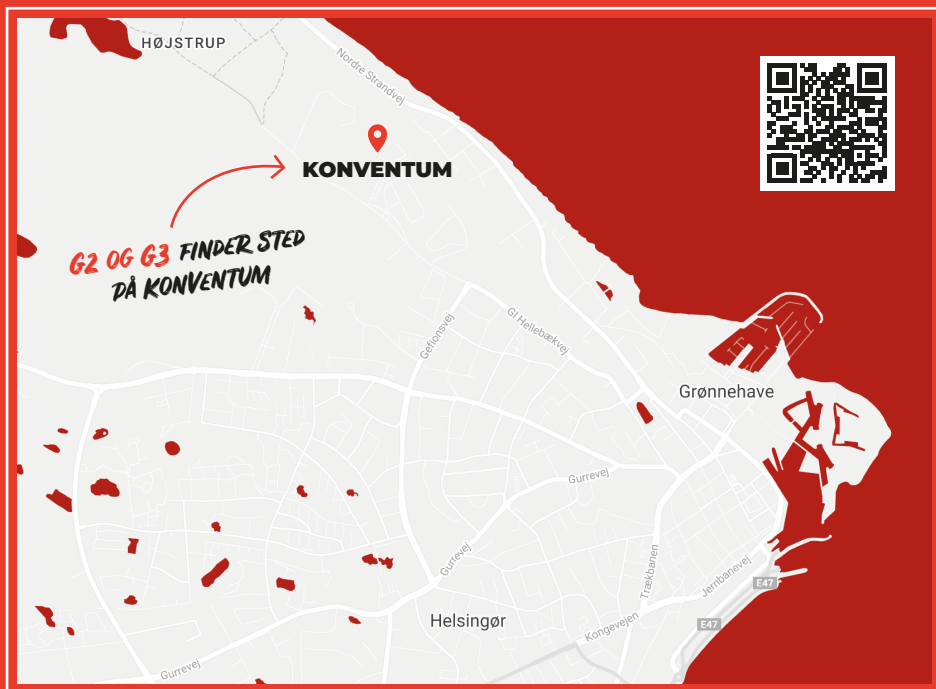 HØJSTRUP
Nordre Strandvej
KONVENTUM
G2 OG G3 FINDER STED
PÅ KONVENTUM
Gefionsvej
Gl Hellebækvej
Grønnehave
Gurrevej
Gurrevej
Trækbanen
Jernbanevej
E47
Helsingør
Kongevejen
E47
Gurrevej